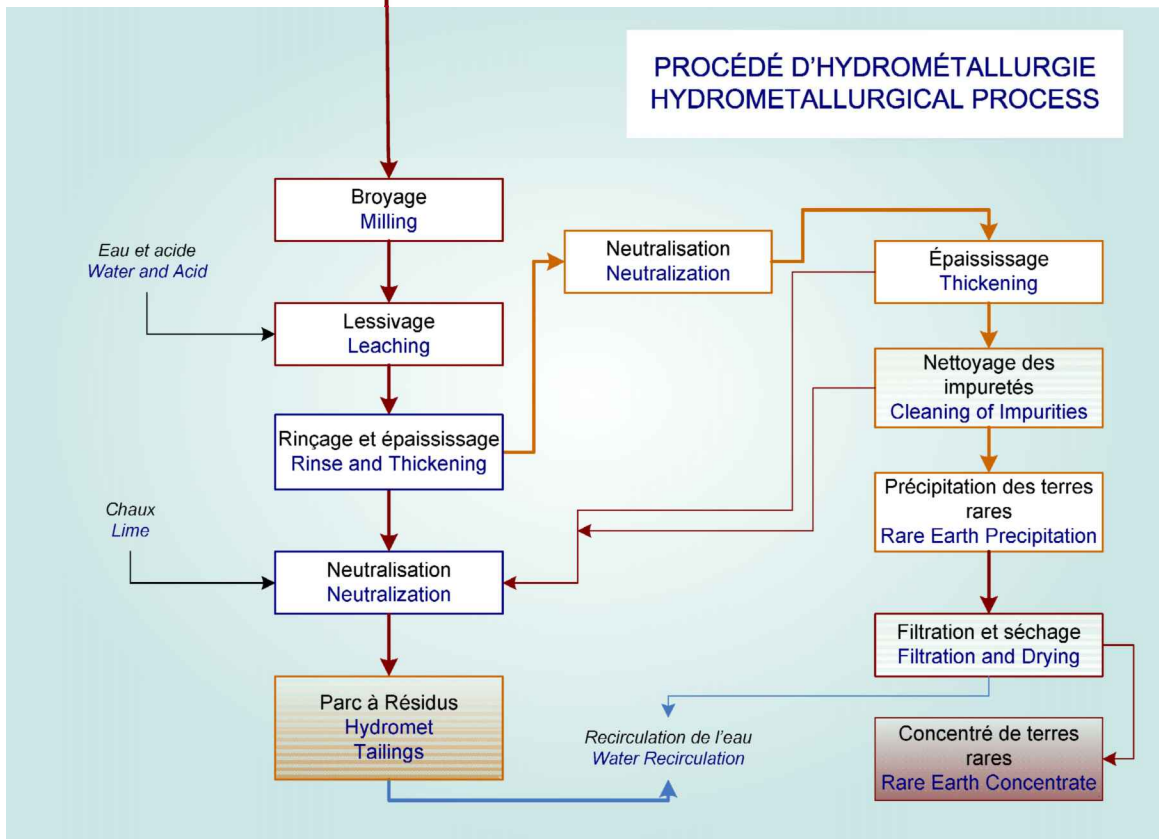 PROCÉDÉ D'HYDROMÉTALLURGIE
HYDROMETALLURGICAL PROCESS
Broyage
Milling
Eau et acide
Water and Acid
Lessivage
Leaching
Rinçage et épaississage
Rinse and Thickening
Chaux
Lime
Neutralisation
Neutralization
Parc à Résidus
Hydromet
Tailings
Neutralisation
Neutralization
Épaississage
Thickening
Nettoyage des
impuretés
Cleaning of Impurities
Précipitation des terres
rares
Rare Earth Precipitation
Filtration et séchage
Filtration and Drying
Recirculation de l'eau
Water Recirculation
Concentré de terres
rares
Rare Earth Concentrate